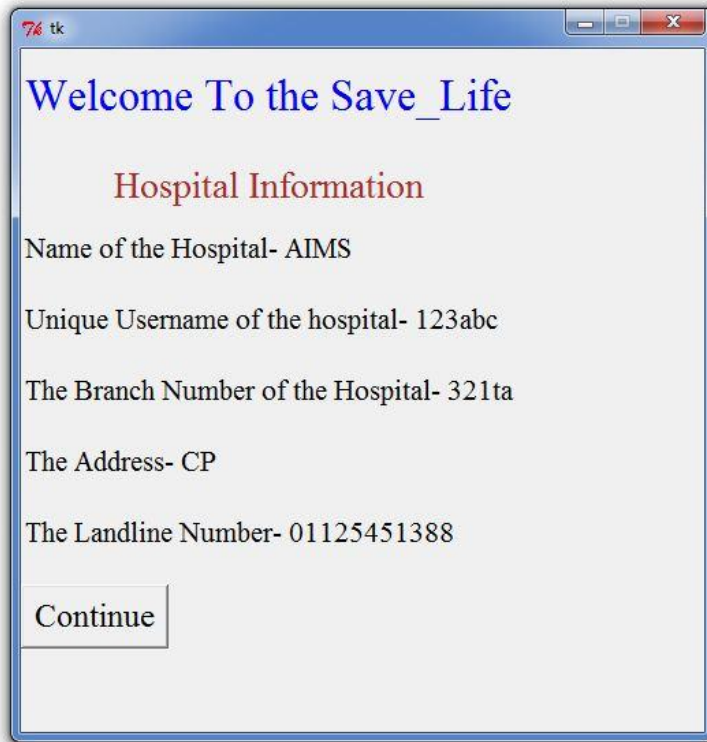 tk
Welcome To the Save_Life
Hospital Information
Name of the Hospital- AIMS
Unique Username of the hospital- 123abc
The Branch Number of the Hospital- 321ta
The Address- CP
The Landline Number- 01125451388
Continue